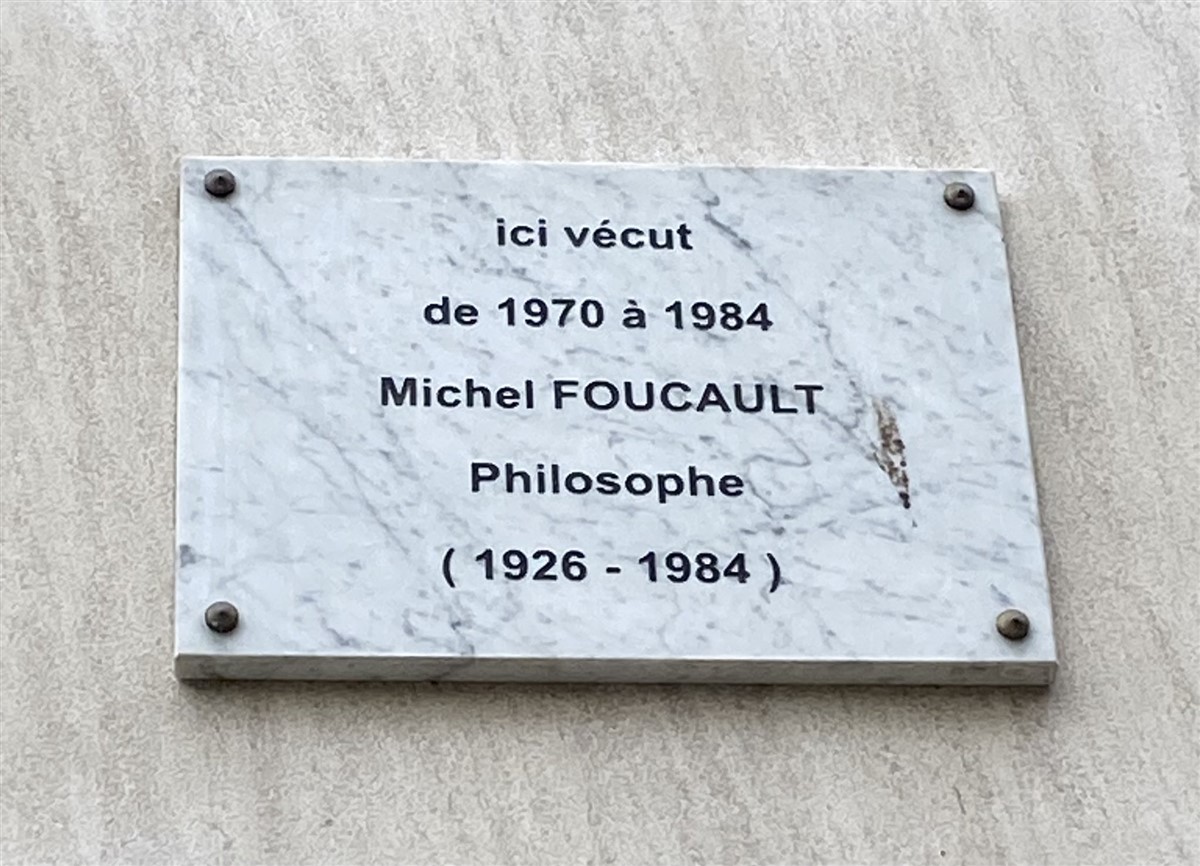 ici vécut
de 1970 à 1984
Michel FOUCAULT
Philosophe
( 1926 - 1984 )